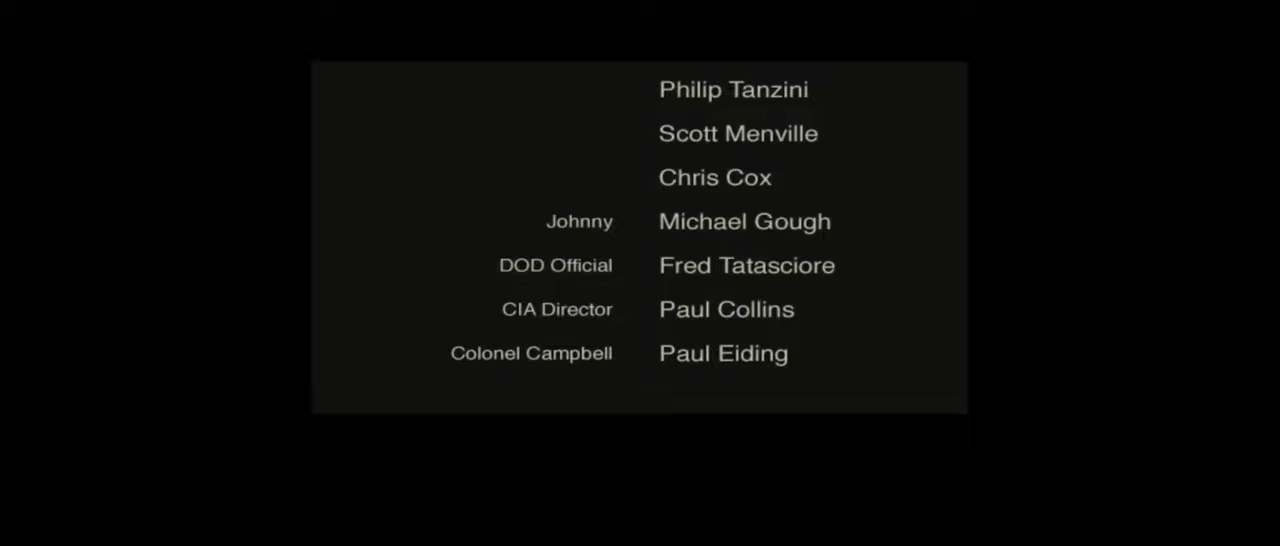 Philip Tanzini
Scott Menville
Chris Cox
Johnny Michael Gough
DOD Official Fred Tatasciore
CIA Director Paul Collins
Colonel Campbell Paul Eiding